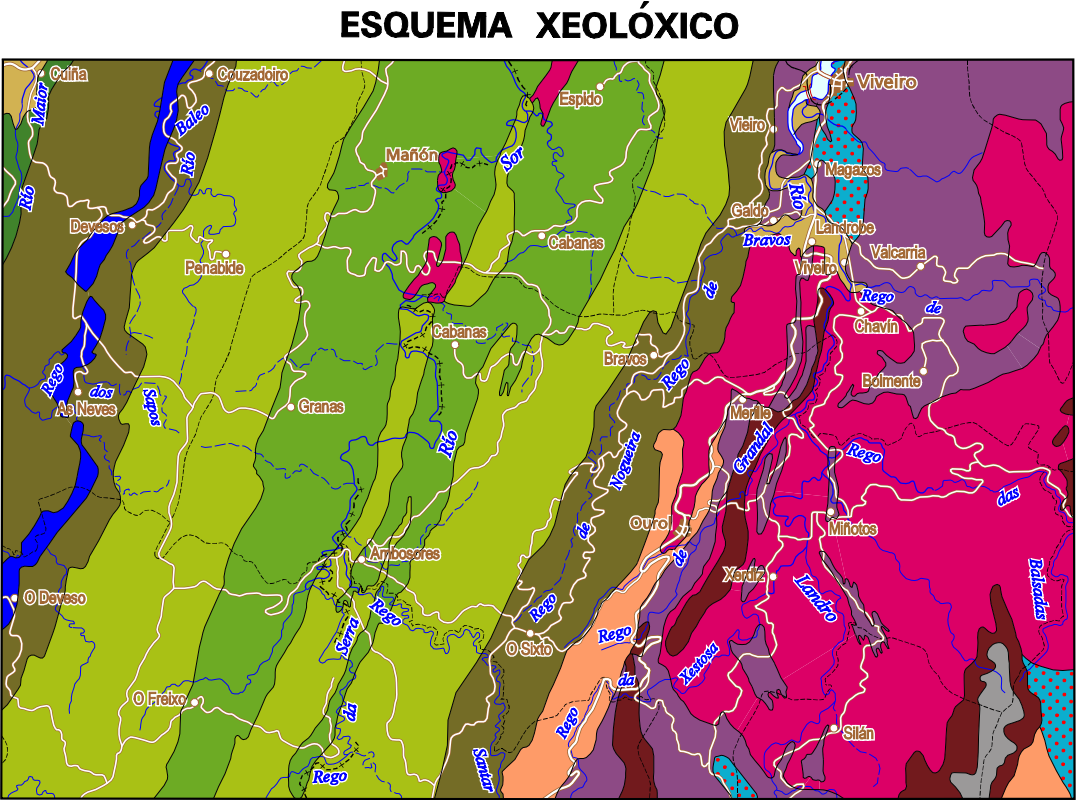 ESQUEMA XEOLÓXICO
Cuiña
Couzadoiro
Viveiro
Maior
Espido
Baleo
Vieiro
Mañón
Sor
Río
Magazos
Río
Río
Galdo
Devesos
Landrobe
Bravos
Cabanas
Valcarria
Penabide
Viveiro
de
Rego
de
Chavín
Cabanas
Bravos
Rego
Rego
dos
Bolmente
Sapos
As Neves
Granas
Merille
Río
Grandal
Nogueira
Rego
das
Ourol
de
Miñotos
Ambosores
de
Xerdiz
Balsadas
O Deveso
Landro
Rego
Rego
Serra
Rego
O Sixto
Xestosa
da
O Freixo
da
Rego
Silán
Santar
Rego